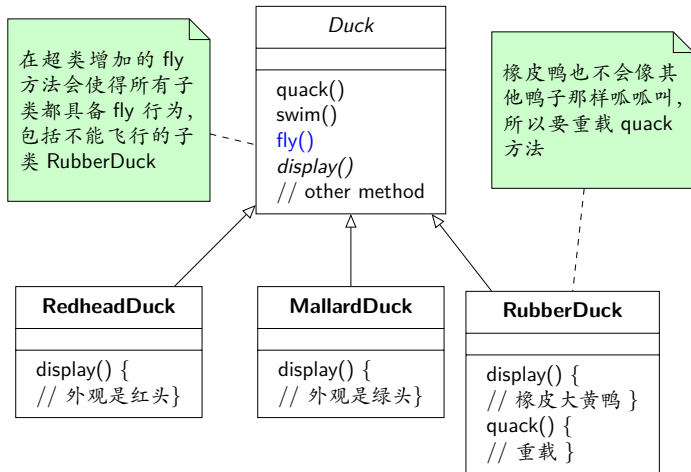 在超类增加的 fly
方法会使得所有子
类都具备 fly 行为,
包括不能飞行的子
类 RubberDuck
Duck
quack()
swim()
fly()
display()
// other method
橡皮鸭也不会像其
他鸭子那样呱呱叫,
所以要重载 quack
方法
RedheadDuck
display() {
// 外观是红头}
MallardDuck
display() {
// 外观是绿头}
RubberDuck
display() {
// 橡皮大黄鸭 }
quack() {
// 重载 }